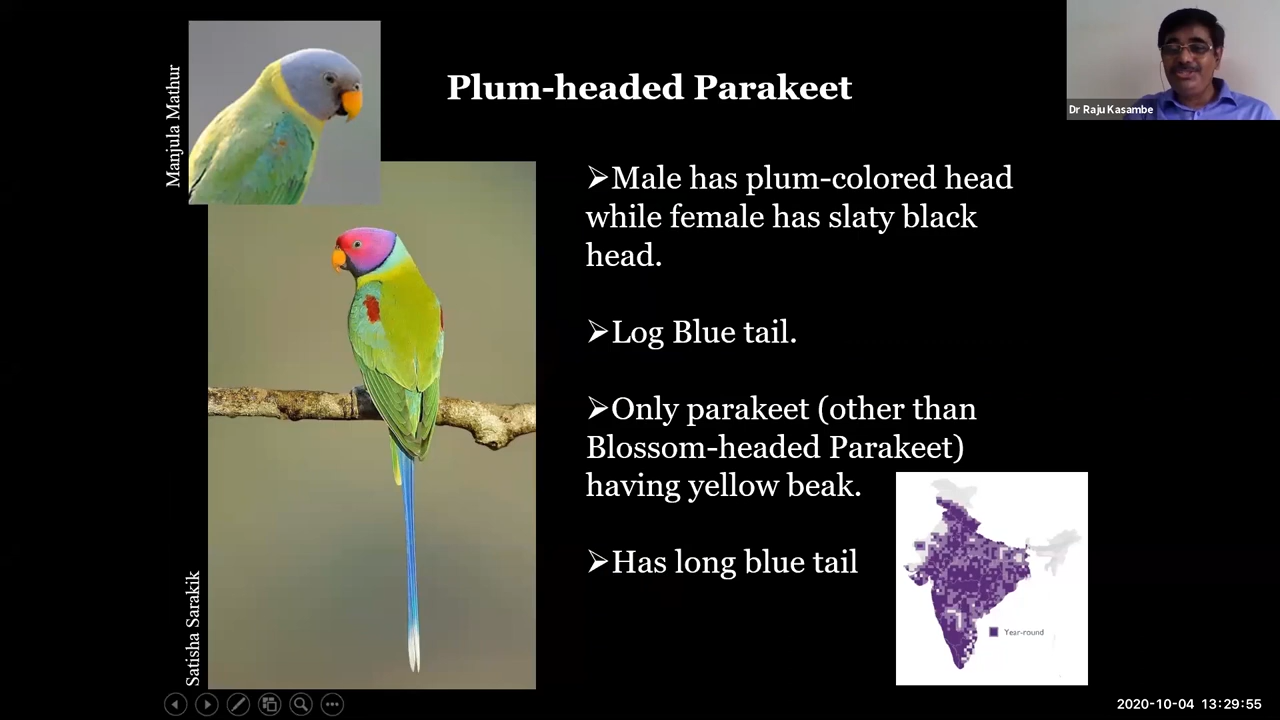 Manjula Mathur
Plum-headed Parakeet
Dr Raju Kasambe
➢Male has plum-colored head
while female has slaty black
head.
➢Log Blue tail.
➢Only parakeet (other than
Blossom-headed Parakeet)
having yellow beak.
➢Has long blue tail
Year-round
Satisha Sarakik
2020-10-04 13:29:55